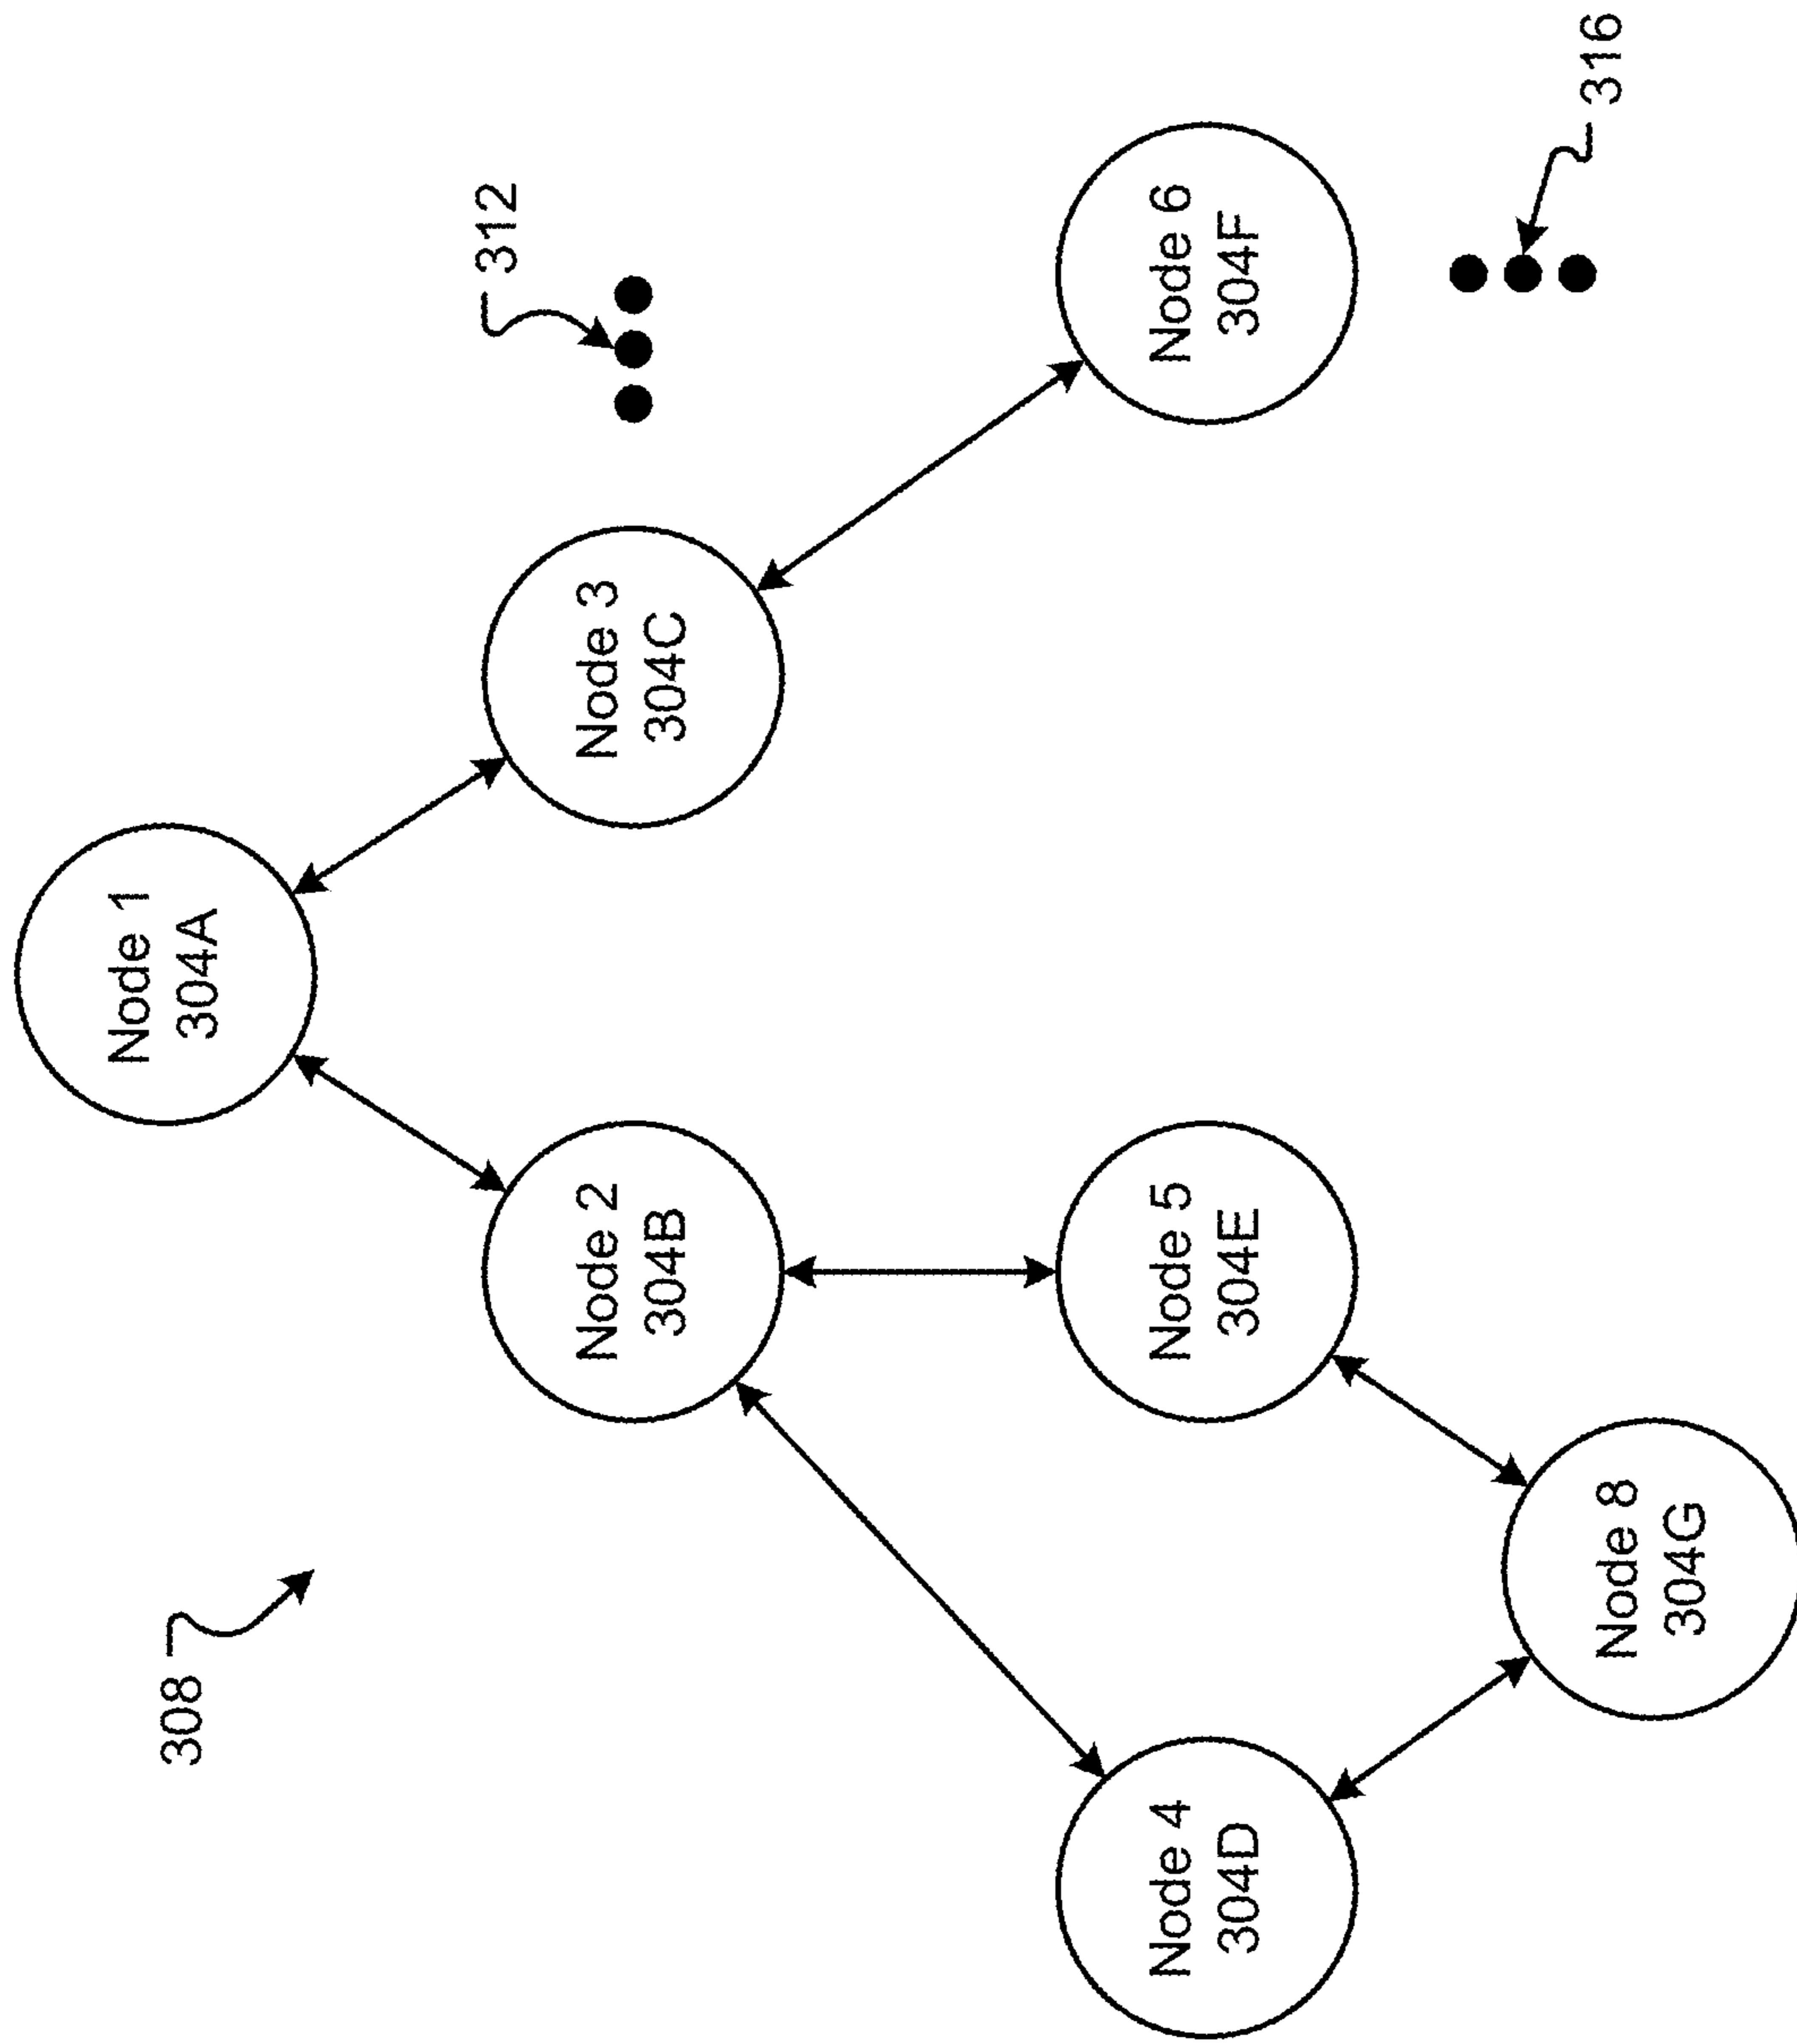 308
Node 1
304A
312
Node 2
304B
Node 3
304C
Node 4
304D
Node 5
304E
Node 6
304F
Node 8
304G
316